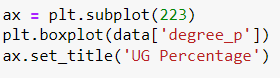 ax = plt.subplot(223)
plt.boxplot(data['degree_p'])
ax.set_title('UG Percentage')